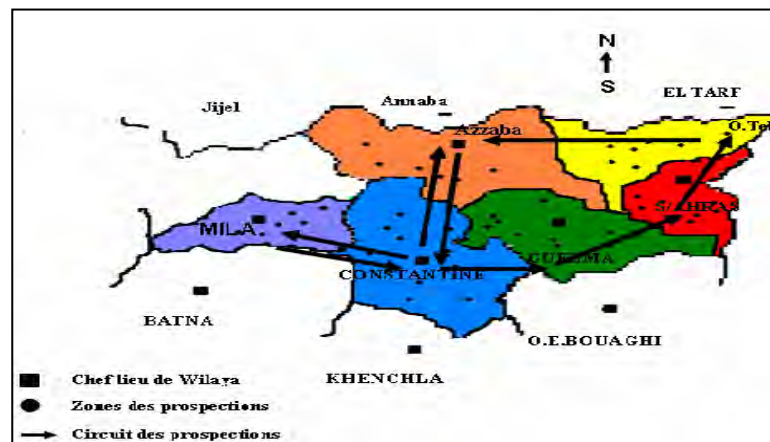 N
S
Jijel
Annaba
EL TARF
Azzaba
O.Tol
S/AHRAS
MILA
GUELMA
CONSTANTINE
BATNA
O.E.BOUAGHI
KHENCHLA
Chef lieu de Wilaya
Zones des prospections
Circuit des prospections